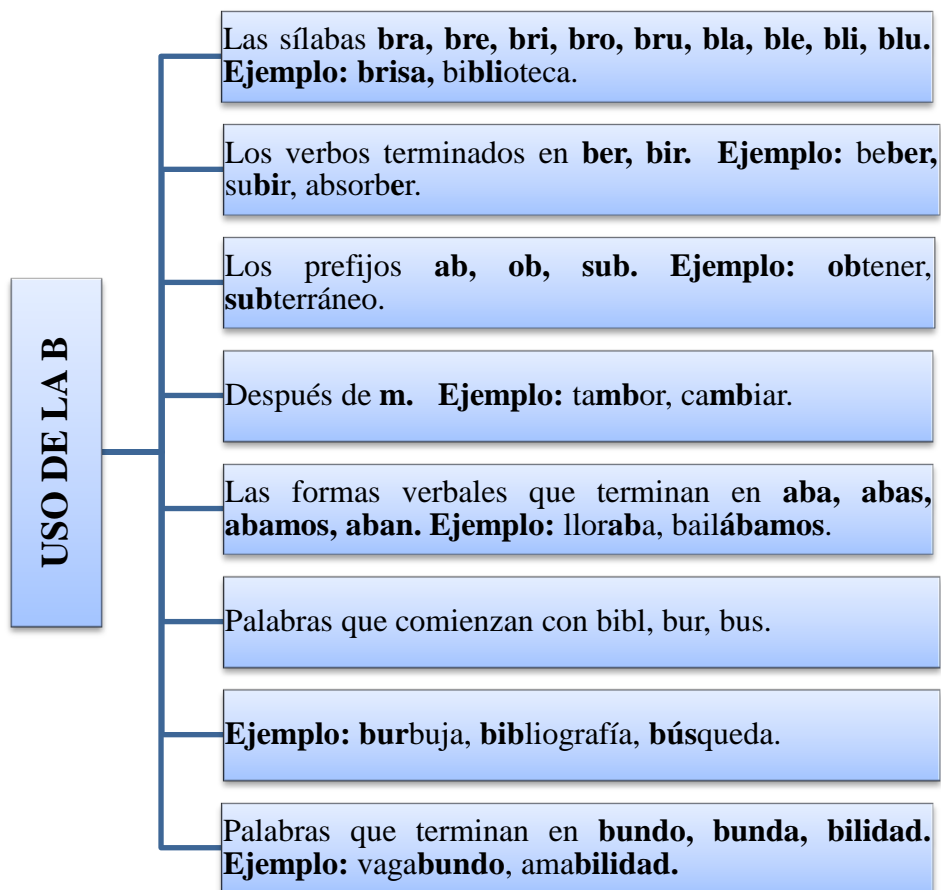 USO DE LA B
Las sílabas bra, bre, bri, bro, bru, bla, ble, bli, blu.
Ejemplo: brisa, biblioteca.
Los verbos terminados en ber, bir. Ejemplo: beber,
subir, absorber.
Los prefijos ab, ob, sub. Ejemplo: obtener,
subterráneo.
Después de m. Ejemplo: tambor, cambiar.
Las formas verbales que terminan en aba, abas,
abamos, aban. Ejemplo: lloraba, bailábamos.
Palabras que comienzan con bibl, bur, bus.
Ejemplo: burbuja, bibliografía, búsqueda.
Palabras que terminan en bundo, bunda, bilidad.
Ejemplo: vagabundo, amabilidad.